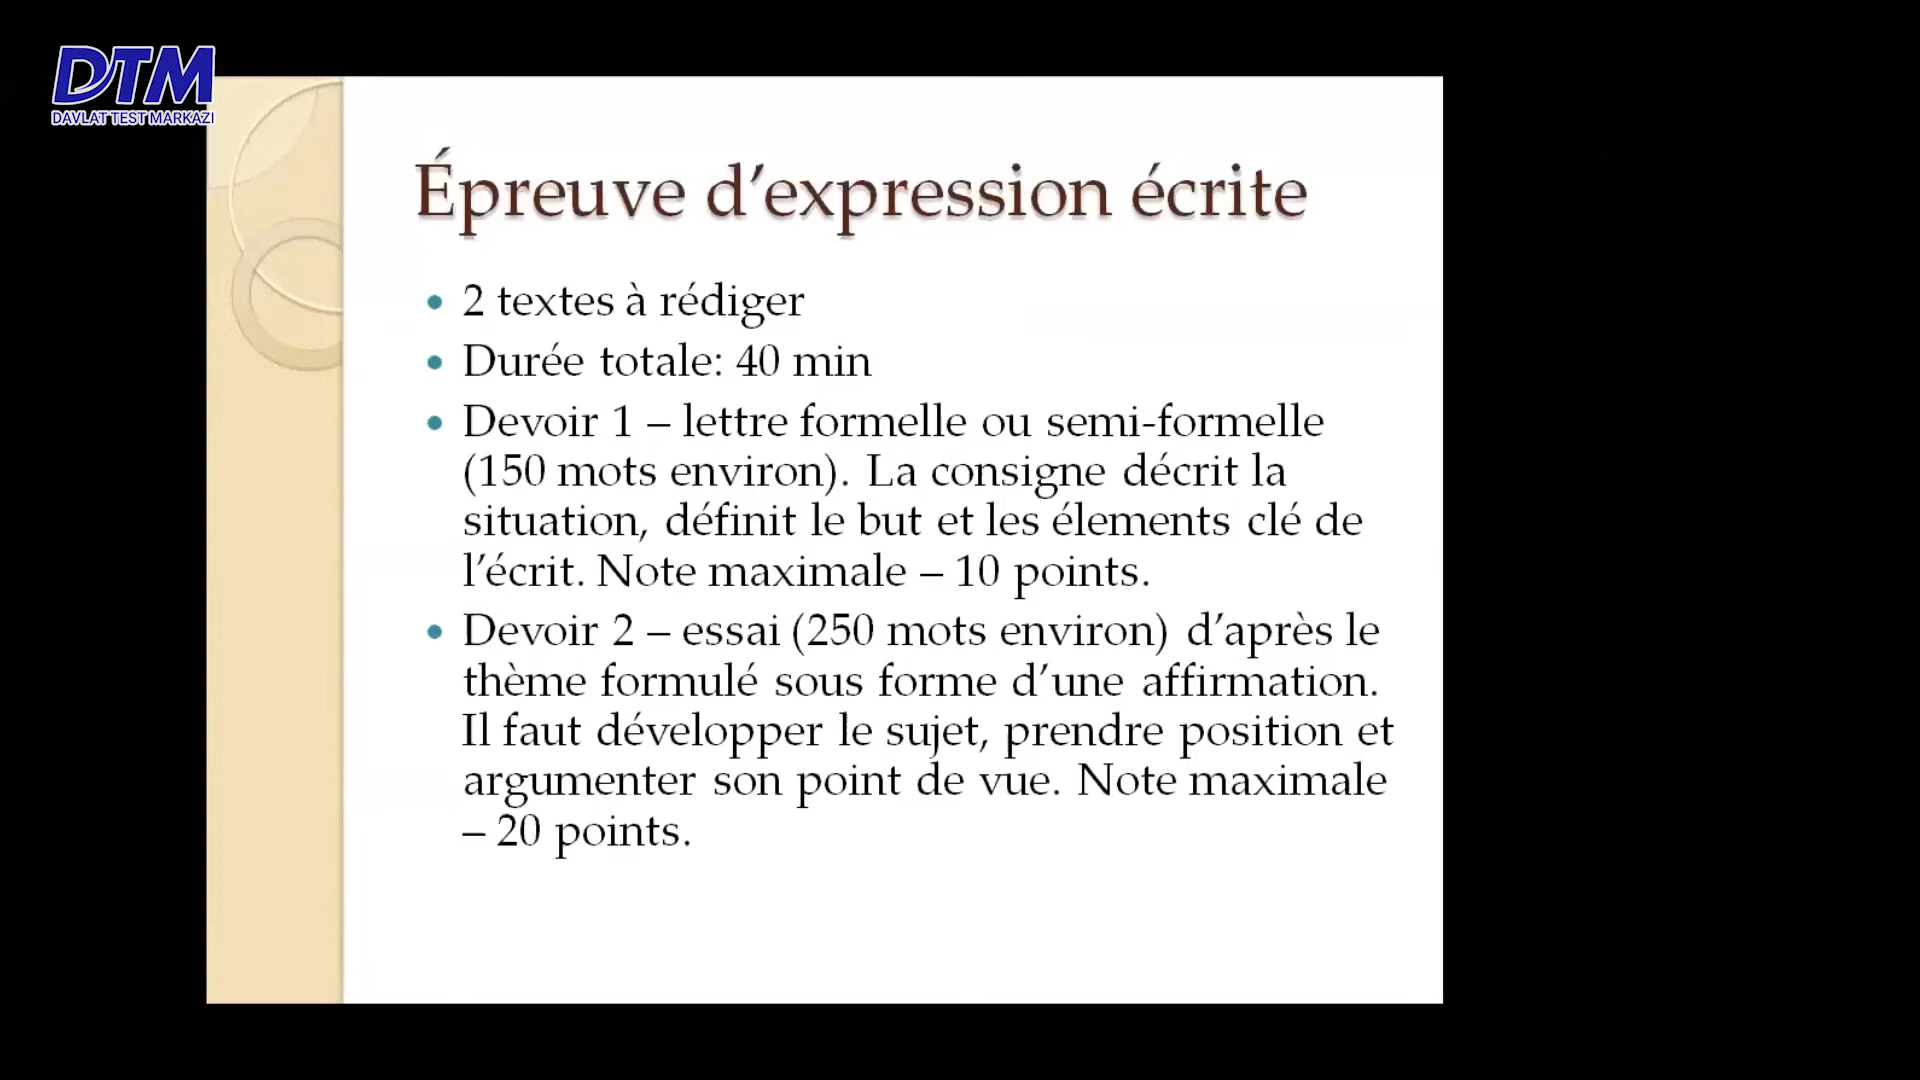 DTM
DAVLAT TEST MARKAZI
Épreuve d’expression écrite
• 2 textes à rédiger
• Durée totale: 40 min
• Devoir 1 – lettre formelle ou semi-formelle
(150 mots environ). La consigne décrit la
situation, définit le but et les élements clé de
l’écrit. Note maximale – 10 points.
• Devoir 2 – essai (250 mots environ) d’après le
thème formulé sous forme d’une affirmation.
Il faut développer le sujet, prendre position et
argumenter son point de vue. Note maximale
– 20 points.